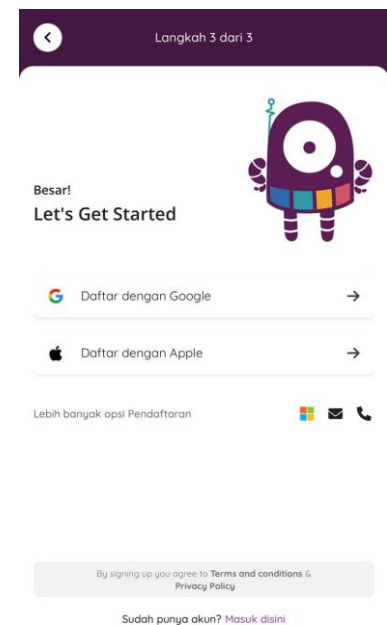 Langkah 3 dari 3
Besar!
Let's Get Started
Daftar dengan Google
Daftar dengan Apple
Lebih banyak opsi Pendaftaran
By signing up you agree to Terms and conditions &
Privacy Policy
Sudah punya akun? Masuk disini